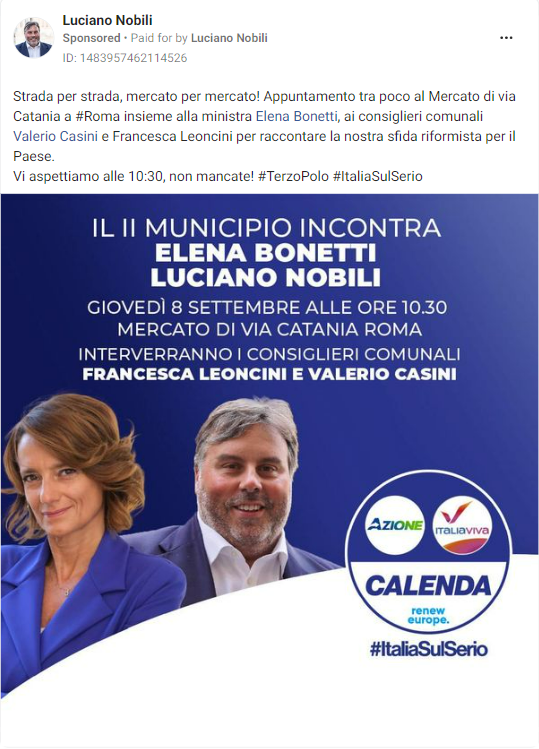 Luciano Nobili
Sponsored • Paid for by Luciano Nobili
ID: 1483957462114526
Strada per strada, mercato per mercato! Appuntamento tra poco al Mercato di via
Catania a #Roma insieme alla ministra Elena Bonetti, ai consiglieri comunali
Valerio Casini e Francesca Leoncini per raccontare la nostra sfida riformista per il
Paese.
Vi aspettiamo alle 10:30, non mancate! #TerzoPolo #ItaliaSulSerio
IL II MUNICIPIO INCONTRA
ELENA BONETTI
LUCIANO NOBILI
GIOVEDÌ 8 SETTEMBRE ALLE ORE 10.30
MERCATO DI VIA CATANIA ROMA
INTERVERRANNO I CONSIGLIERI COMUNALI
FRANCESCA LEONCINI E VALERIO CASINI
AZIONE
ITALIAVIVA
CALENDA
renew
europe.
#ItaliaSulSerio